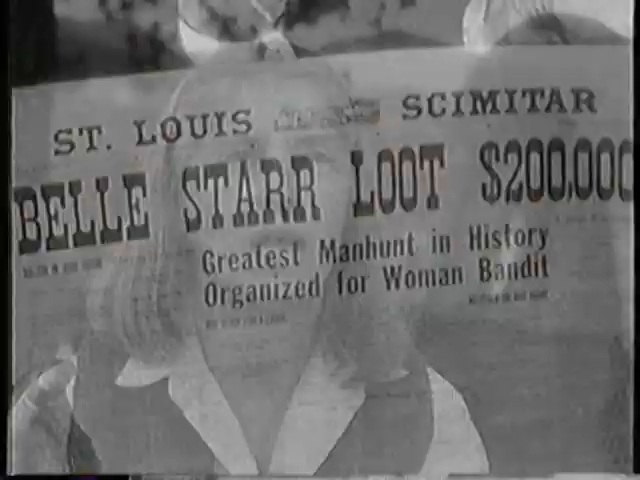 ST. LOUIS SCIMITAR
BELLE STARR LOOT $200,000
Greatest Manhunt in History
Organized for Woman Bandit